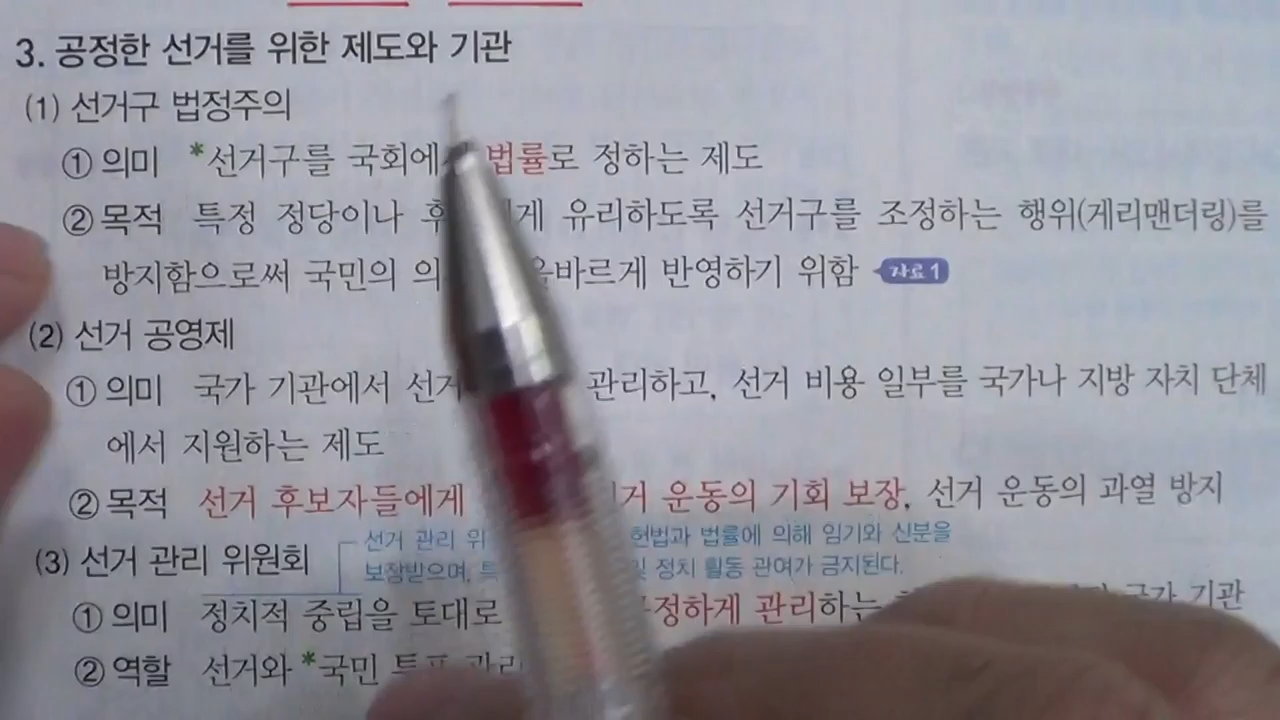 3. 공정한 선거를 위한 제도와 기관
(1) 선거구 법정주의
① 의미 *선거구를 국회에서 법률로 정하는 제도
② 목적 특정 정당이나 유리하도록 선거구를 조정하는 행위(게리맨더링)를
방지함으로써 국민의 올바르게 반영하기 위함 자료1
(2) 선거 공영제
① 의미 국가 기관에서 관리하고, 선거 비용 일부를 국가나 지방 자치 단체
에서 지원하는 제도
② 목적 선거 후보자들에게 운동의 기회 보장, 선거 운동의 과열 방지
선거 관리 헌법과 법률에 의해 임기와 신분을
보장받으며, 정치 활동 관여가 금지된다.
(3) 선거 관리 위원회
① 의미 정치적 중립을 토대로 공정하게 관리하는 국가 기관
② 역할 선거와 *국민 투표 관리